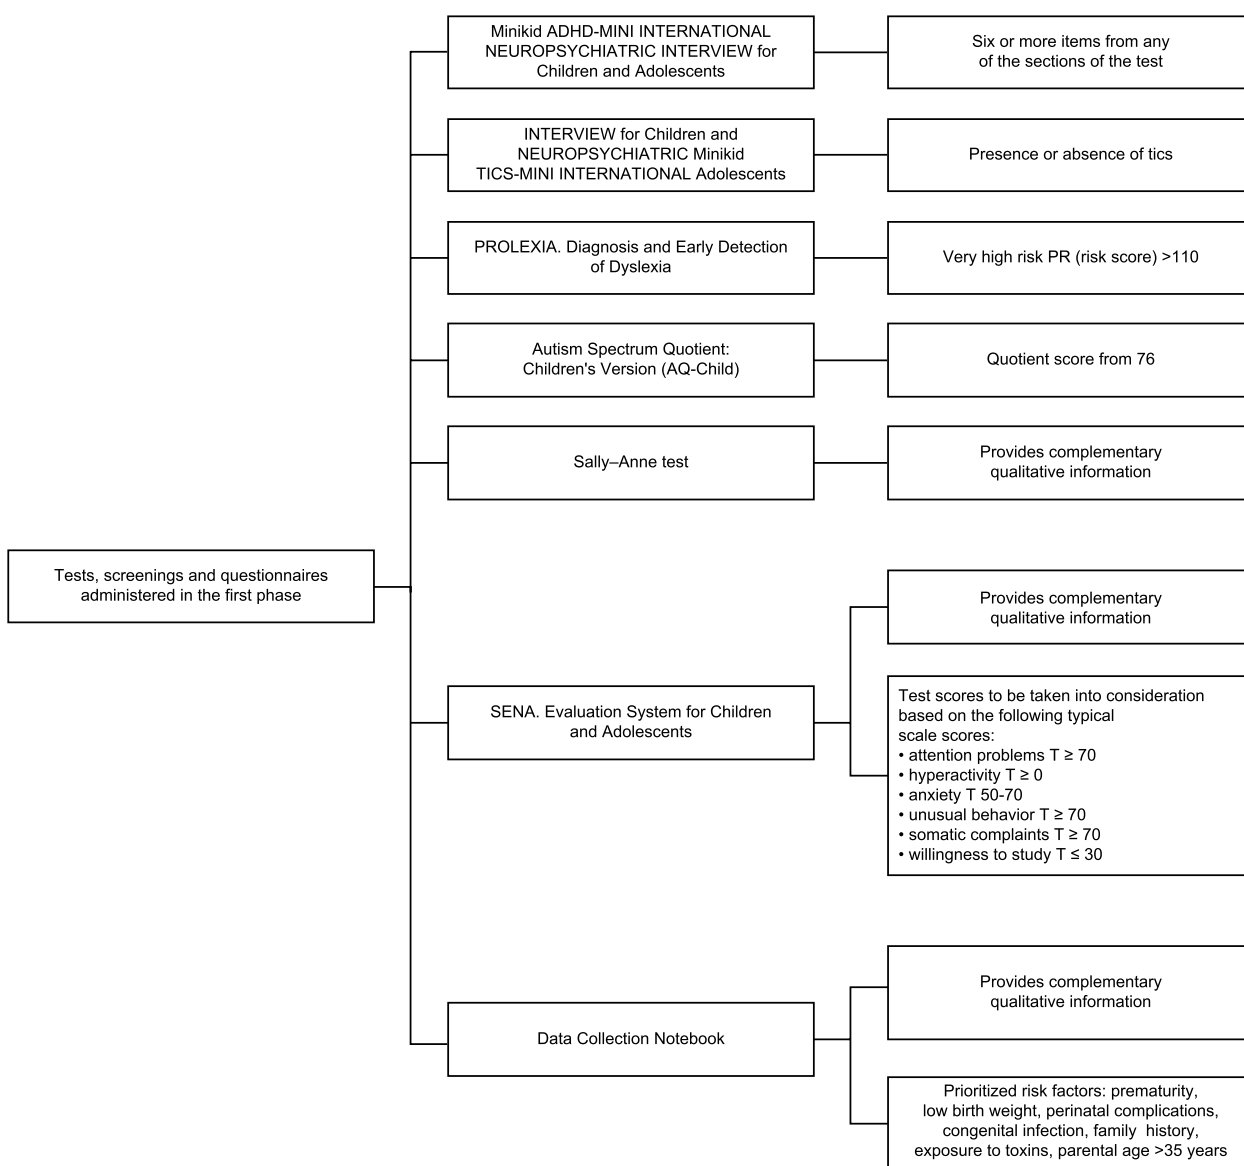 Minikid ADHD-MINI INTERNATIONAL
NEUROPSYCHIATRIC INTERVIEW for
Children and Adolescents
Six or more items from any
of the sections of the test
INTERVIEW for Children and
NEUROPSYCHIATRIC Minikid
TICS-MINI INTERNATIONAL Adolescents
Presence or absence of tics
PROLEXIA. Diagnosis and Early Detection
of Dyslexia
Very high risk PR (risk score) >110
Autism Spectrum Quotient:
Children's Version (AQ-Child)
Quotient score from 76
Sally–Anne test
Provides complementary
qualitative information
Tests, screenings and questionnaires
administered in the first phase
SENA. Evaluation System for Children
and Adolescents
Provides complementary
qualitative information
Test scores to be taken into consideration
based on the following typical
scale scores:
• attention problems T ≥ 70
• hyperactivity T ≥ 0
• anxiety T 50-70
• unusual behavior T ≥ 70
• somatic complaints T ≥ 70
• willingness to study T ≤ 30
Data Collection Notebook
Provides complementary
qualitative information
Prioritized risk factors: prematurity,
low birth weight, perinatal complications,
congenital infection, family history,
exposure to toxins, parental age >35 years